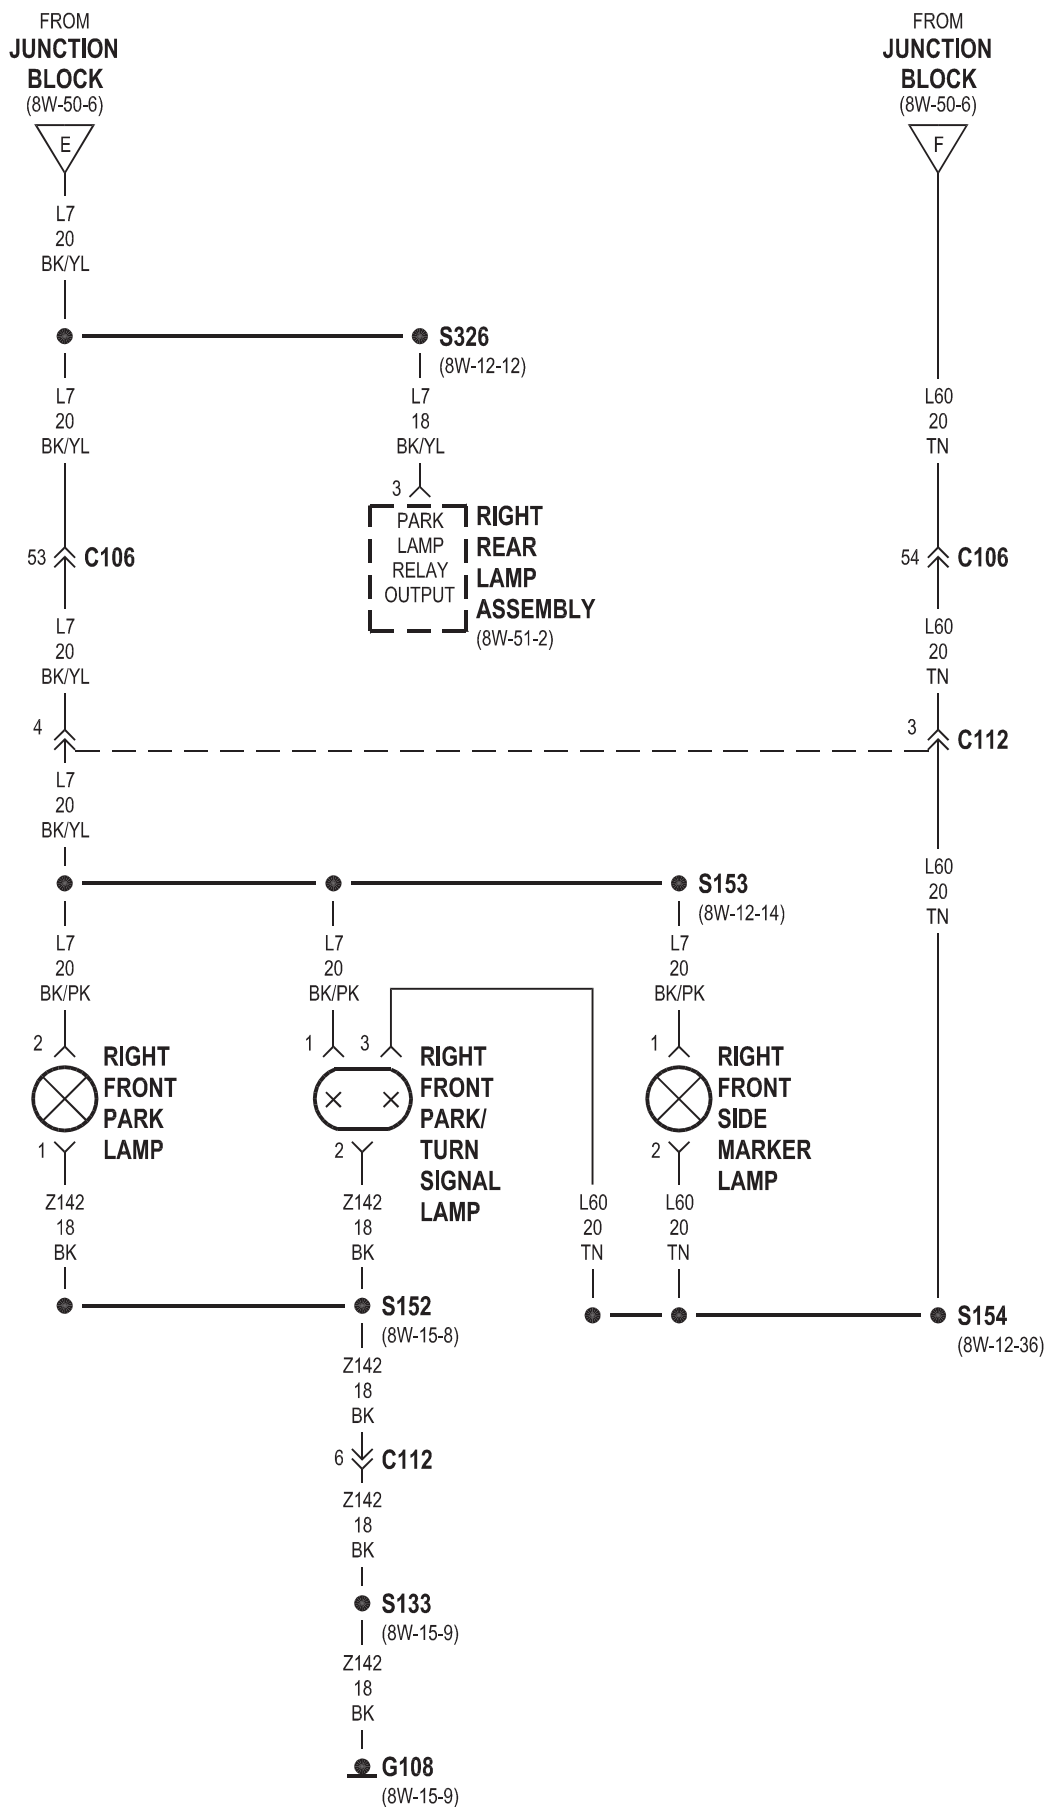 FROM
JUNCTION
BLOCK
(8W-50-6)
E
FROM
JUNCTION
BLOCK
(8W-50-6)
F
L7
20
BK/YL
S326
(8W-12-12)
L7
20
BK/YL
L7
18
BK/YL
L60
20
TN
3
PARK
LAMP
RELAY
OUTPUT
RIGHT
REAR
LAMP
ASSEMBLY
(8W-51-2)
53
C106
54
C106
L7
20
BK/YL
L60
20
TN
4
3
C112
L7
20
BK/YL
L60
20
TN
S153
(8W-12-14)
L7
20
BK/PK
L7
20
BK/PK
L7
20
BK/PK
2
RIGHT
FRONT
PARK
LAMP
1
1
3
RIGHT
FRONT
PARK/
TURN
SIGNAL
LAMP
2
1
RIGHT
FRONT
SIDE
MARKER
LAMP
2
Z142
18
BK
Z142
18
BK
L60
20
TN
L60
20
TN
S152
(8W-15-8)
S154
(8W-12-36)
Z142
18
BK
6
C112
Z142
18
BK
S133
(8W-15-9)
Z142
18
BK
G108
(8W-15-9)